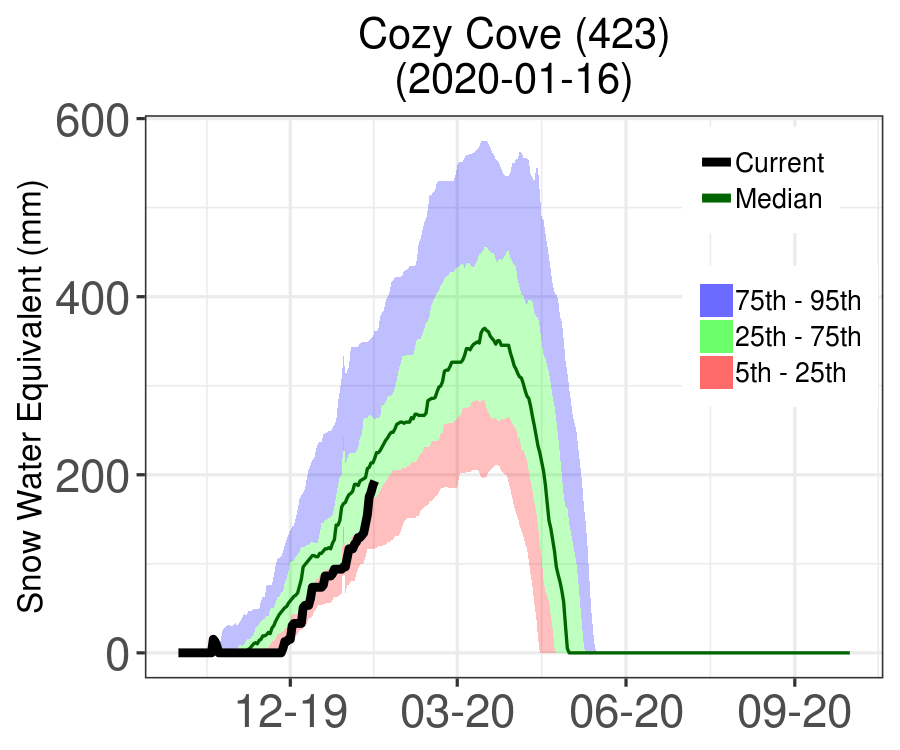 Cozy Cove (423)
(2020-01-16)
Snow Water Equivalent (mm)
600
400
200
0
Current
Median
75th - 95th
25th - 75th
5th - 25th
12-19
03-20
06-20
09-20